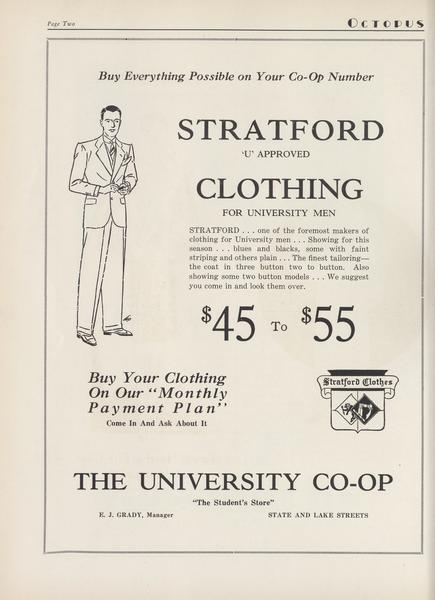 Page Two
OCTOPUS
Buy Everything Possible on Your Co-Op Number
STRATFORD
'U' APPROVED
CLOTHING
FOR UNIVERSITY MEN
STRATFORD . . . one of the foremost makers of
clothing for University men . . . Showing for this
season . . . blues and blacks, some with faint
striping and others plain . . . The finest tailoring—
the coat in three button two to button. Also
showing some two button models . . . We suggest
you come in and look them over.
$45 To $55
Buy Your Clothing
On Our "Monthly
Payment Plan"
Come In And Ask About It
Stratford Clothes
THE UNIVERSITY CO-OP
"The Student's Store"
E. J. GRADY, Manager
STATE AND LAKE STREETS